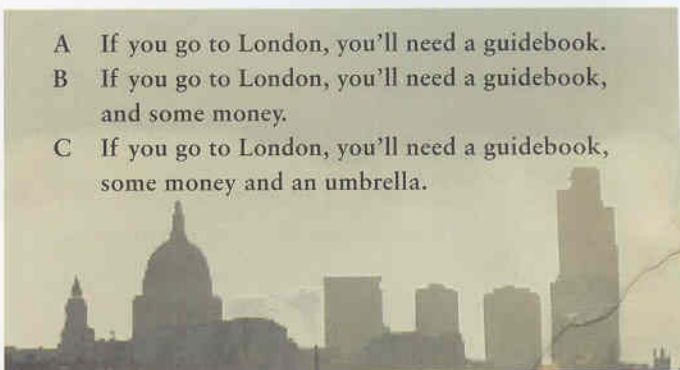 A If you go to London, you'll need a guidebook.
B If you go to London, you'll need a guidebook,
and some money.
C If you go to London, you'll need a guidebook,
some money and an umbrella.